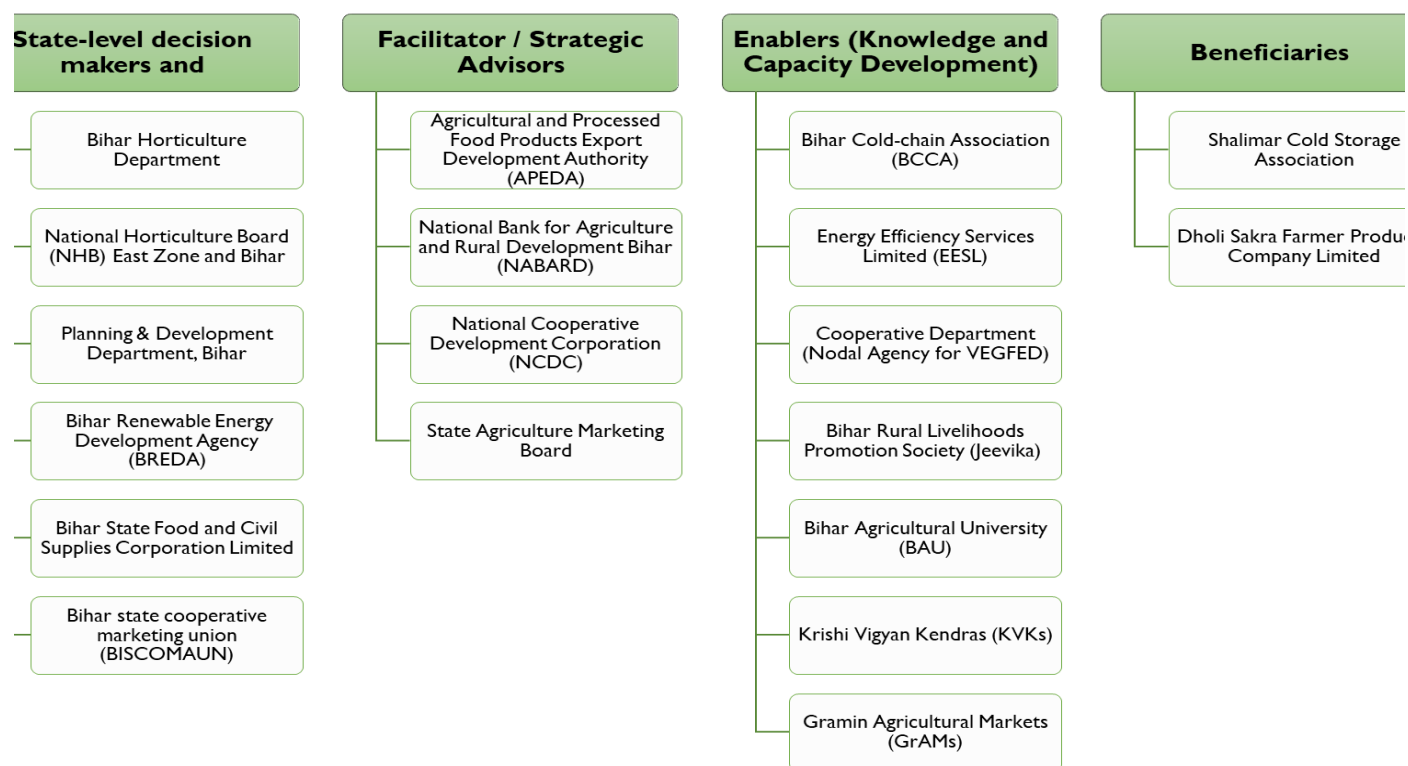 State-level decision
makers and
Bihar Horticulture
Department
National Horticulture Board
(NHB) East Zone and Bihar
Planning & Development
Department, Bihar
Bihar Renewable Energy
Development Agency
(BREDA)
Bihar State Food and Civil
Supplies Corporation Limited
Bihar state cooperative
marketing union
(BISCOMAUN)
Facilitator / Strategic
Advisors
Agricultural and Processed
Food Products Export
Development Authority
(APEDA)
National Bank for Agriculture
and Rural Development Bihar
(NABARD)
National Cooperative
Development Corporation
(NCDC)
State Agriculture Marketing
Board
Enablers (Knowledge and
Capacity Development)
Bihar Cold-chain Association
(BCCA)
Energy Efficiency Services
Limited (EESL)
Cooperative Department
(Nodal Agency for VEGFED)
Bihar Rural Livelihoods
Promotion Society (Jeevika)
Bihar Agricultural University
(BAU)
Krishi Vigyan Kendras (KVKs)
Gramin Agricultural Markets
(GrAMs)
Beneficiaries
Shalimar Cold Storage
Association
Dholi Sakra Farmer
Company Limited